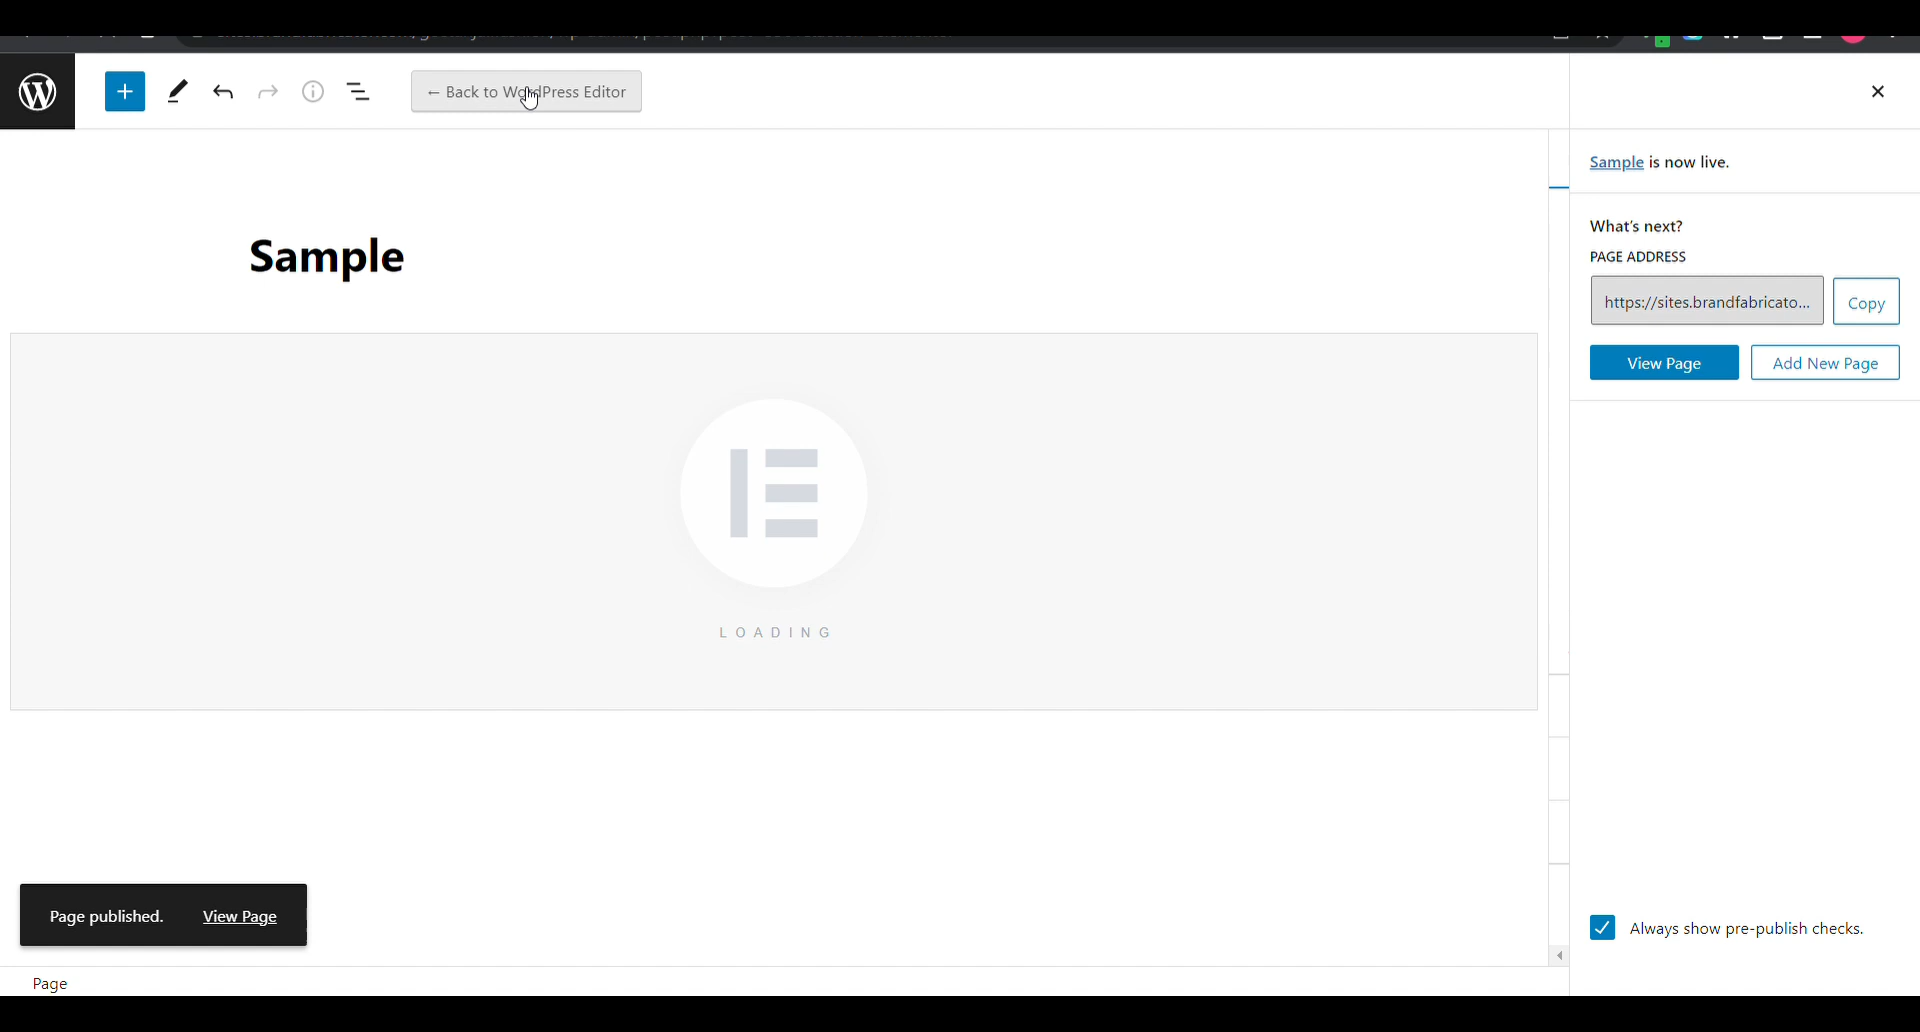 ← Back to WordPress Editor
Sample is now live.
What's next?
PAGE ADDRESS
https://sites.brandfabricato...
Copy
View Page
Add New Page
Sample
LOADING
Page published.
View Page
Always show pre-publish checks.
Page